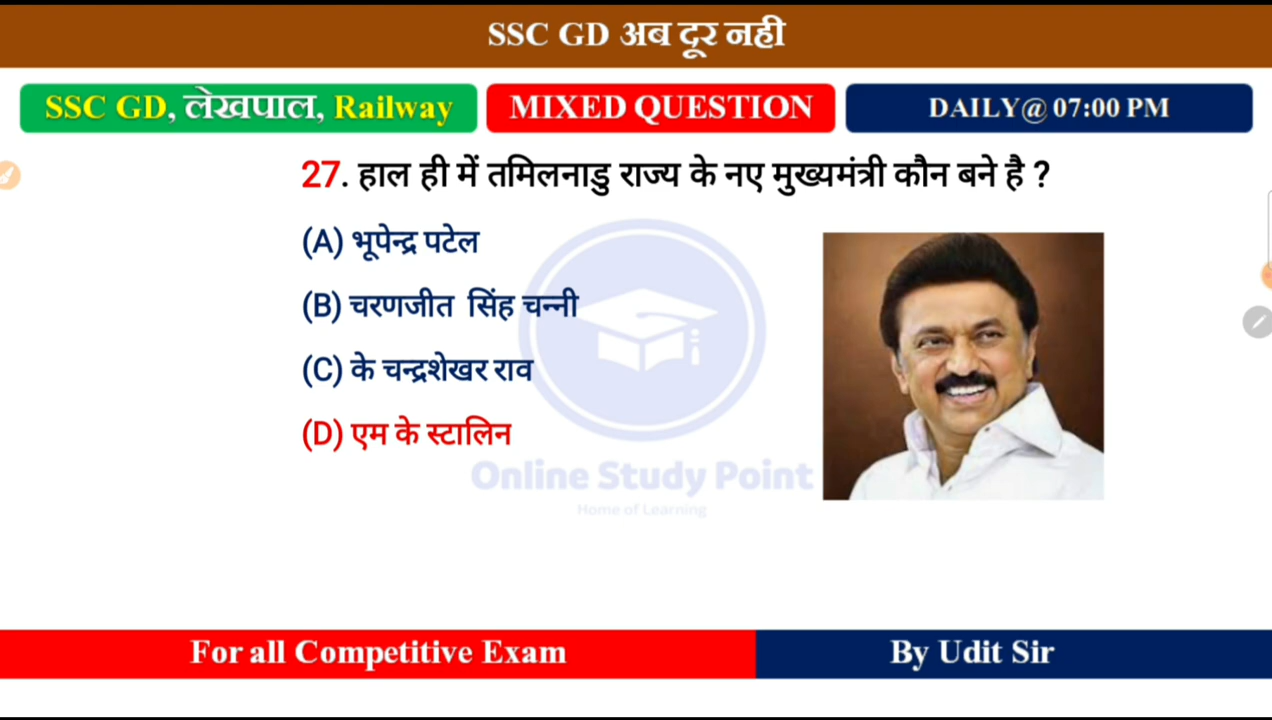 SSC GD अब दूर नही
SSC GD, लेखपाल, Railway
MIXED QUESTION
DAILY@ 07:00 PM
27. हाल ही में तमिलनाडु राज्य के नए मुख्यमंत्री कौन बने है ?
(A) भूपेन्द्र पटेल
(B) चरणजीत सिंह चन्नी
(C) के चन्द्रशेखर राव
(D) एम के स्टालिन
Online Study Point
Home of Learning
For all Competitive Exam
By Udit Sir